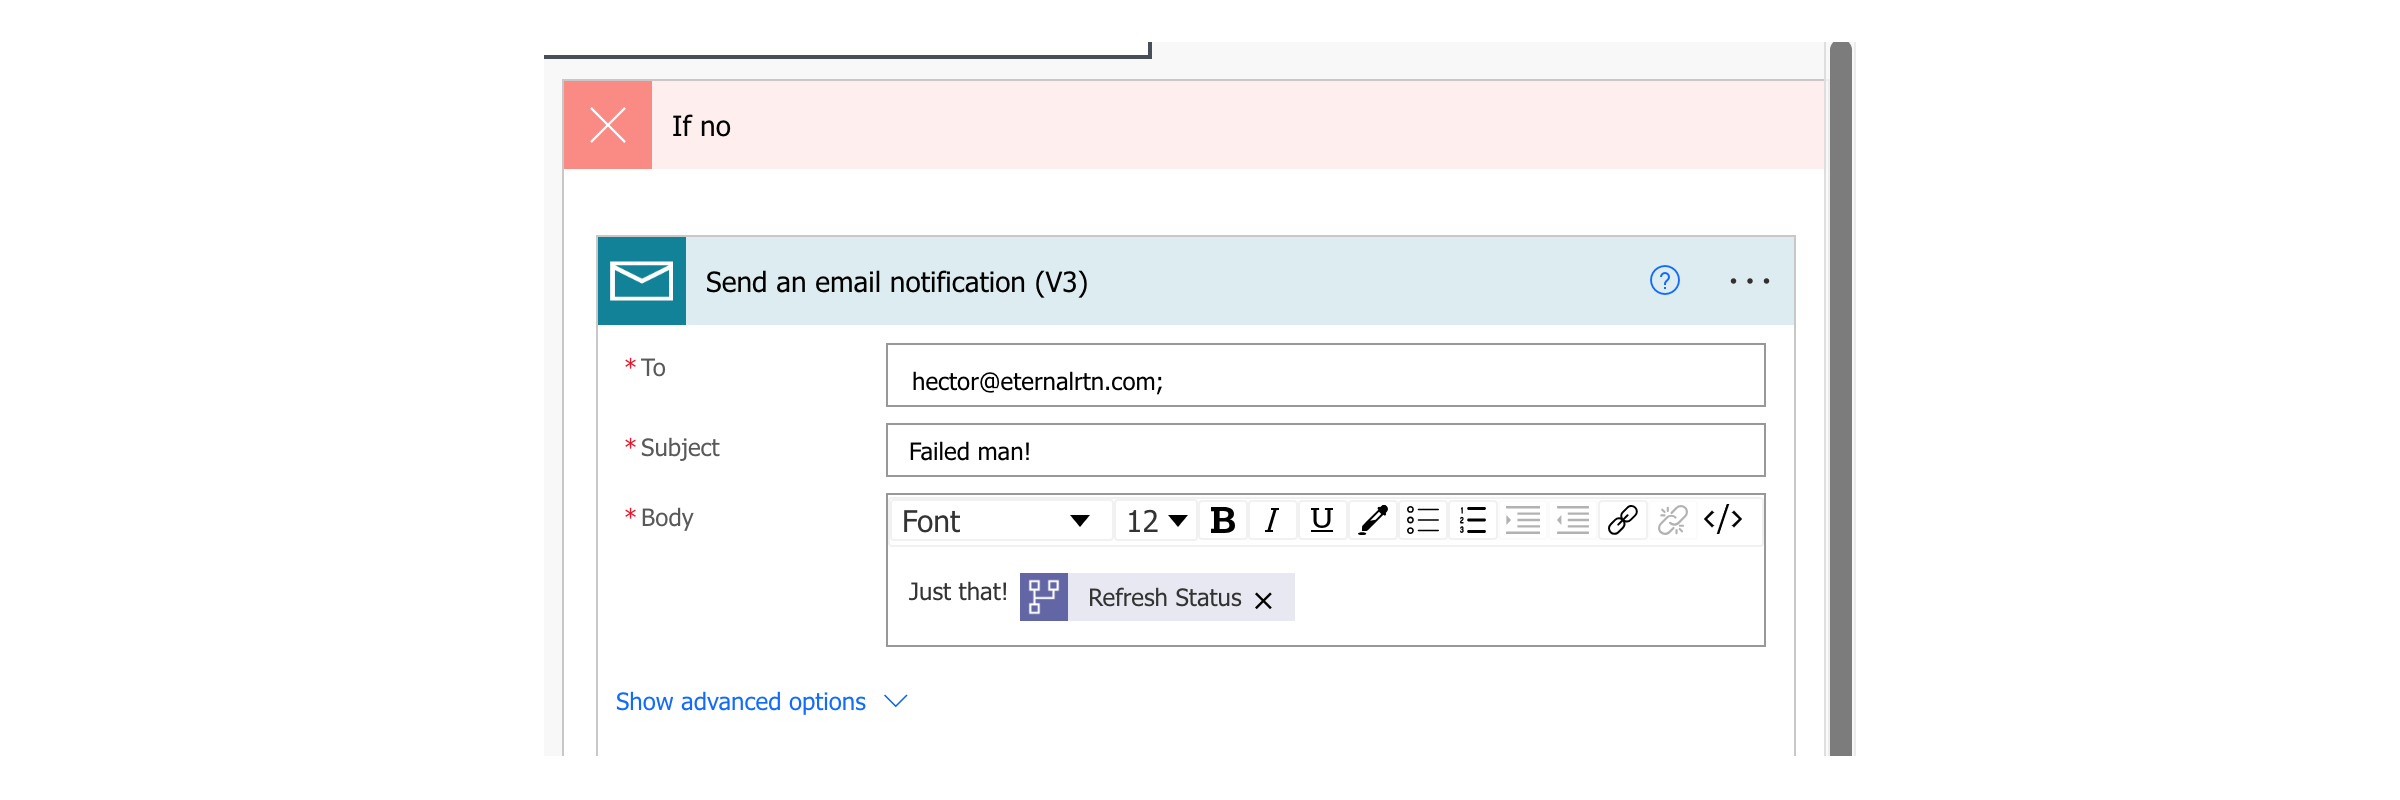 If no
Send an email notification (V3)
* To
hector@eternalrtn.com;
* Subject
Failed man!
* Body
Font 12 B I U </>
Just that! Refresh Status
Show advanced options